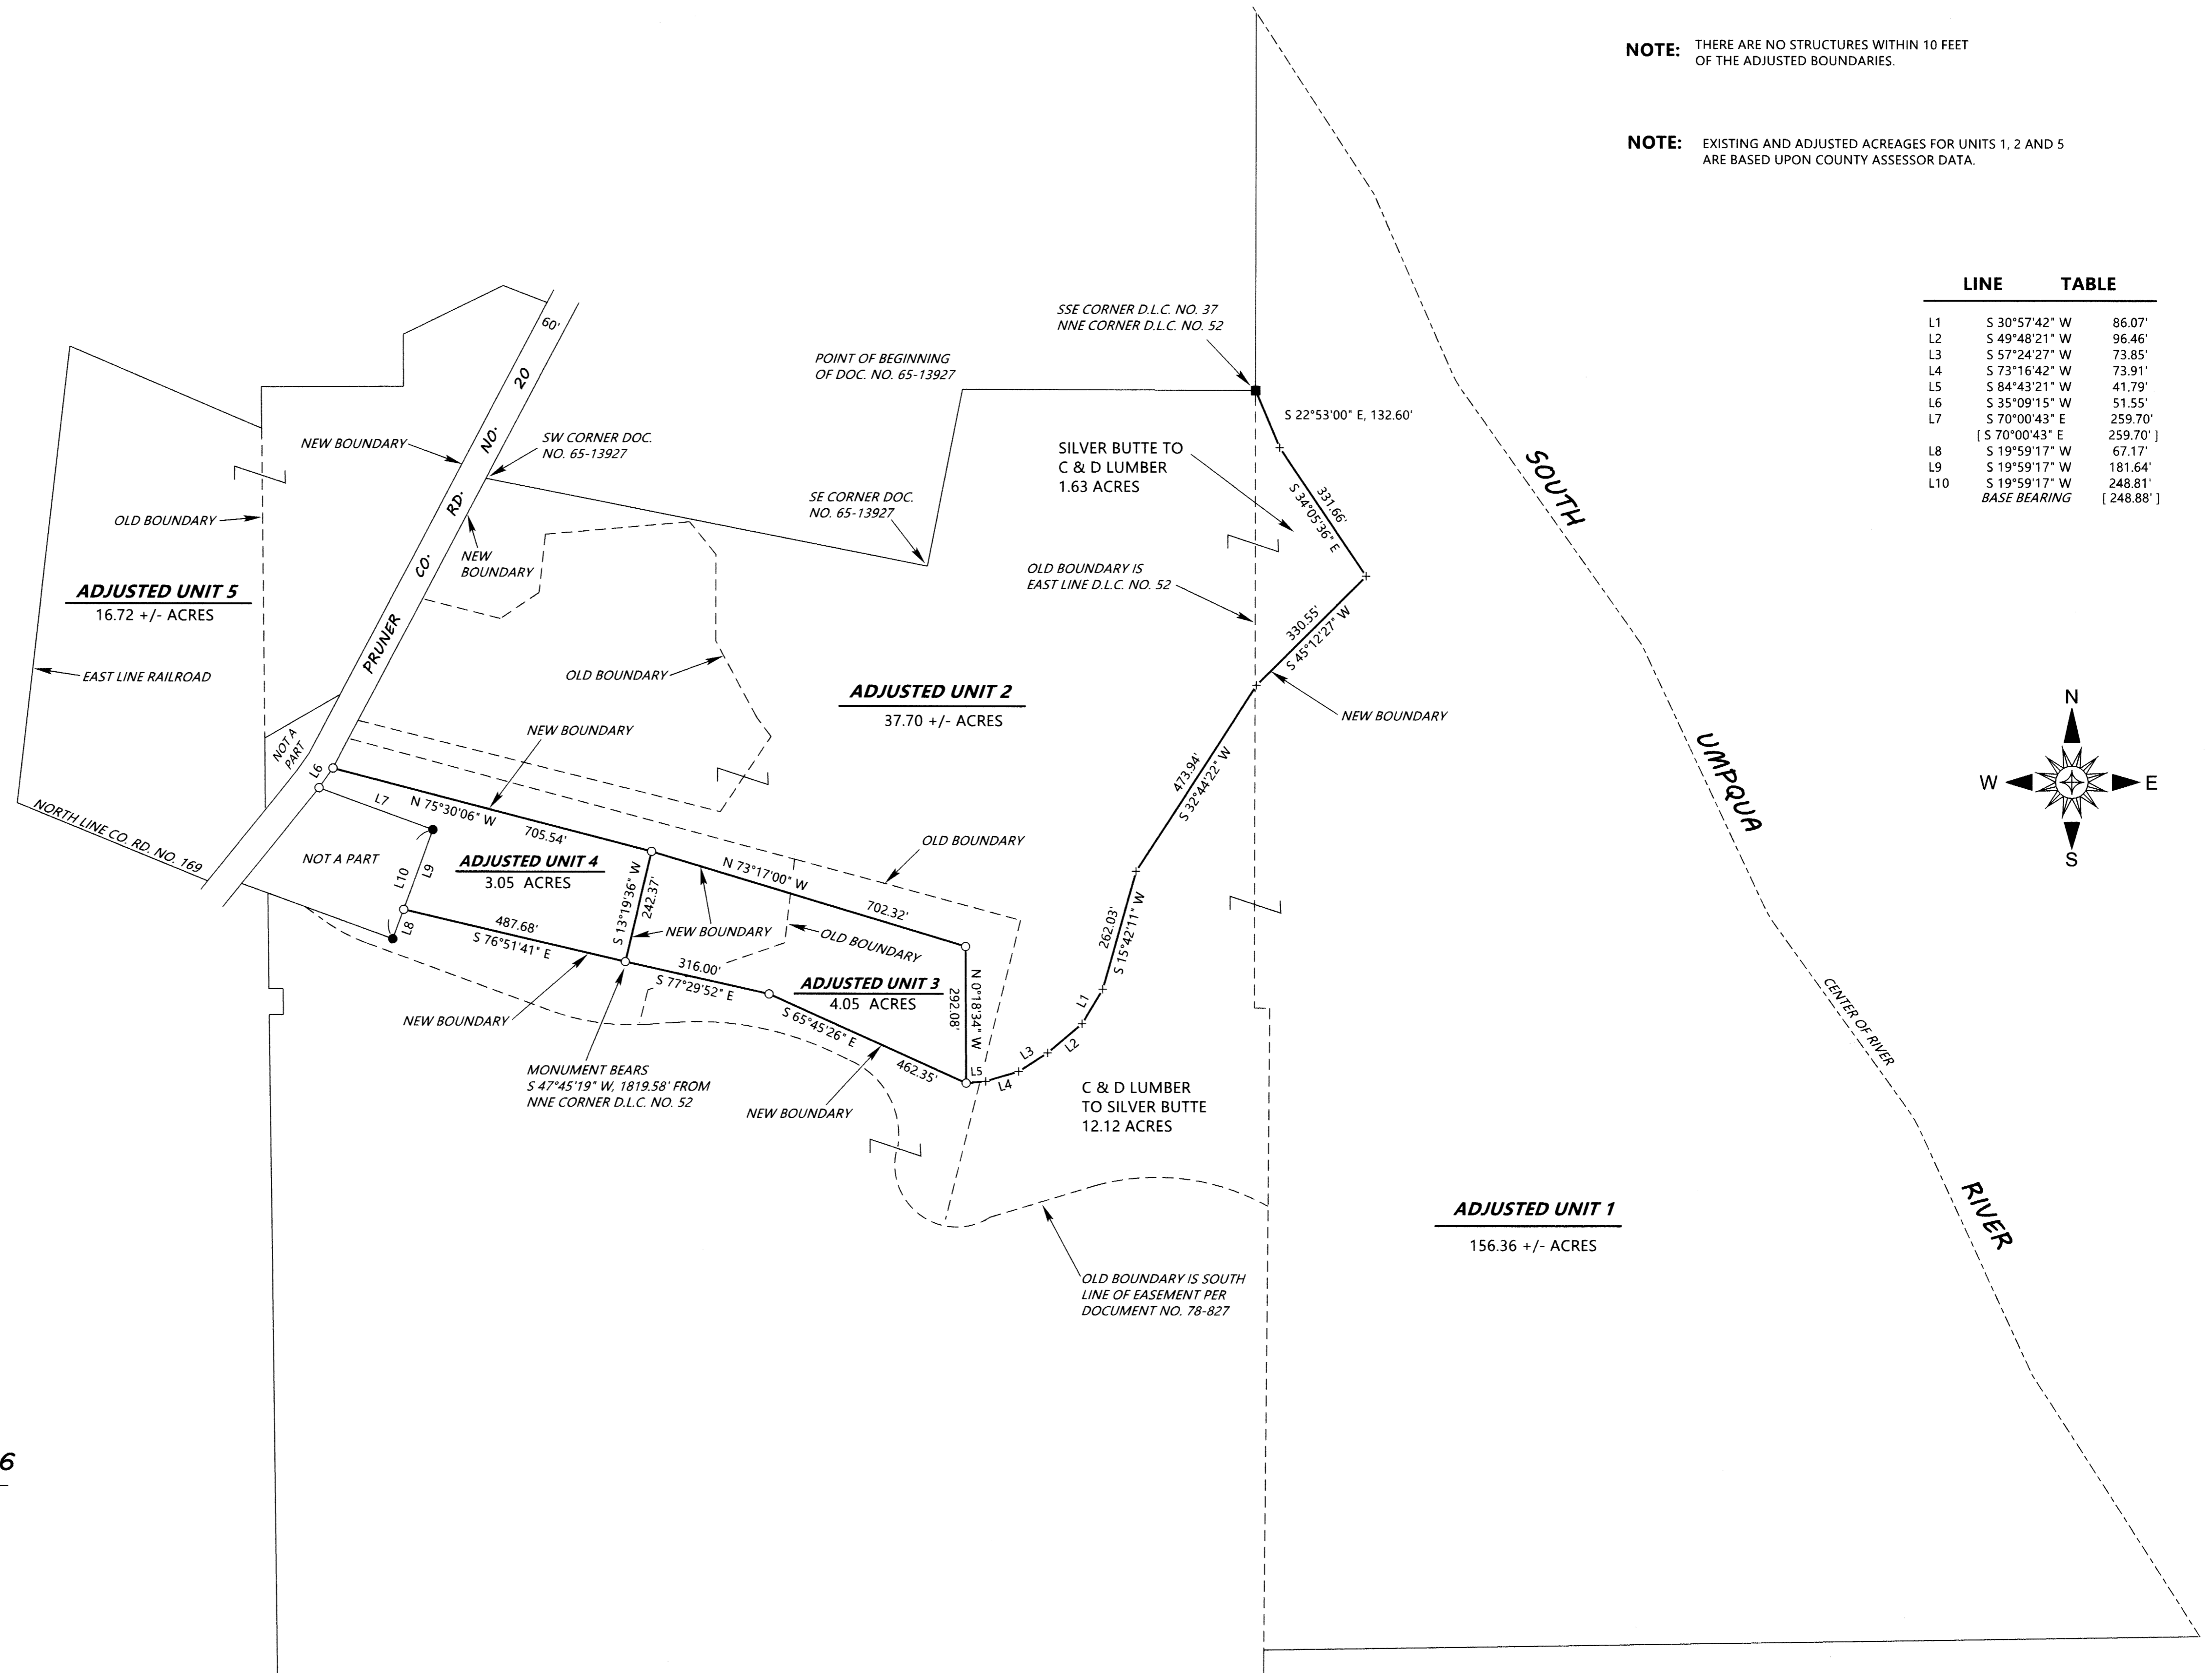 NOTE: THERE ARE NO STRUCTURES WITHIN 10 FEET
OF THE ADJUSTED BOUNDARIES.
NOTE: EXISTING AND ADJUSTED ACREAGES FOR UNITS 1, 2 AND 5
ARE BASED UPON COUNTY ASSESSOR DATA.
LINE TABLE
L1 S 30°57'42" W 86.07'
L2 S 49°48'21" W 96.46'
L3 S 57°24'27" W 73.85'
L4 S 73°16'42" W 73.91'
L5 S 84°43'21" W 41.79'
L6 S 35°09'15" W 51.55'
L7 S 70°00'43" E 259.70'
[ S 70°00'43" E 259.70' ]
L8 S 19°59'17" W 67.17'
L9 S 19°59'17" W 181.64'
L10 S 19°59'17" W 248.81'
BASE BEARING [ 248.88' ]
SSE CORNER D.L.C. NO. 37
NNE CORNER D.L.C. NO. 52
POINT OF BEGINNING
OF DOC. NO. 65-13927
60'
PRUNER CO. RD. NO. 20
NEW BOUNDARY
SW CORNER DOC.
NO. 65-13927
S 22°53'00" E, 132.60'
SILVER BUTTE TO
C & D LUMBER
1.63 ACRES
331.66'
S 34°05'36" E
SE CORNER DOC.
NO. 65-13927
OLD BOUNDARY
NEW
BOUNDARY
OLD BOUNDARY IS
EAST LINE D.L.C. NO. 52
ADJUSTED UNIT 5
16.72 +/- ACRES
330.55'
S 45°12'27" W
EAST LINE RAILROAD
OLD BOUNDARY
ADJUSTED UNIT 2
37.70 +/- ACRES
NEW BOUNDARY
NEW BOUNDARY
NOT A
PART
SOUTH
UMPQUA
RIVER
CENTER OF RIVER
N
W
E
S
473.94'
S 32°44'22" W
L6
L7
N 75°30'06" W
705.54'
NORTH LINE CO. RD. NO. 169
NOT A PART
OLD BOUNDARY
N 73°17'00" W
702.32'
ADJUSTED UNIT 4
3.05 ACRES
L10
L9
L8
S 13°19'36" W
242.37'
NEW BOUNDARY
OLD BOUNDARY
487.68'
S 76°51'41" E
316.00'
S 77°29'52" E
262.03'
S 15°42'11" W
ADJUSTED UNIT 3
4.05 ACRES
N 0°18'34" W
292.08'
NEW BOUNDARY
S 65°45'26" E
462.35'
L1
L2
L3
L4
L5
MONUMENT BEARS
S 47°45'19" W, 1819.58' FROM
NNE CORNER D.L.C. NO. 52
NEW BOUNDARY
C & D LUMBER
TO SILVER BUTTE
12.12 ACRES
ADJUSTED UNIT 1
156.36 +/- ACRES
OLD BOUNDARY IS SOUTH
LINE OF EASEMENT PER
DOCUMENT NO. 78-827
6